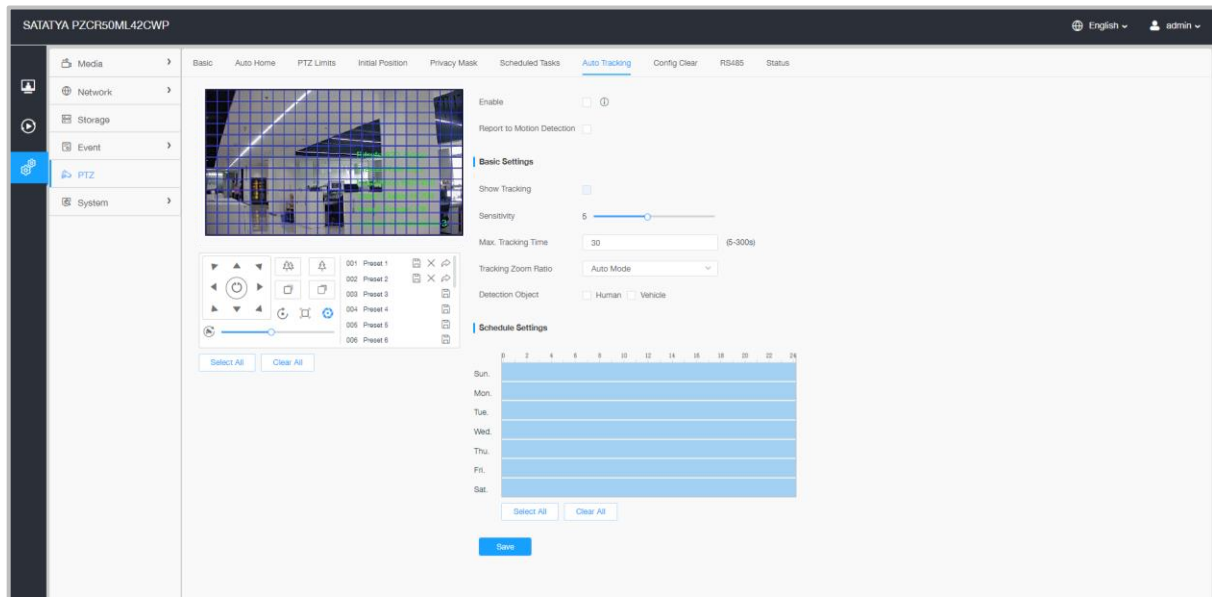 SATATYA PZCR50ML42CWP
English
admin
Media
Network
Storage
Event
PTZ
System
Basic
Auto Home
PTZ Limits
Initial Position
Privacy Mask
Scheduled Tasks
Auto Tracking
Config Clear
RS485
Status
001 Preset 1
002 Preset 2
003 Preset 3
004 Preset 4
005 Preset 5
006 Preset 6
Select All
Clear All
Enable
Report to Motion Detection
Basic Settings
Show Tracking
Sensitivity 5
Max. Tracking Time 30 (5-300s)
Tracking Zoom Ratio Auto Mode
Detection Object Human Vehicle
Schedule Settings
0 2 4 6 8 10 12 14 16 18 20 22 24
Sun.
Mon.
Tue.
Wed.
Thu.
Fri.
Sat.
Select All Clear All
Save